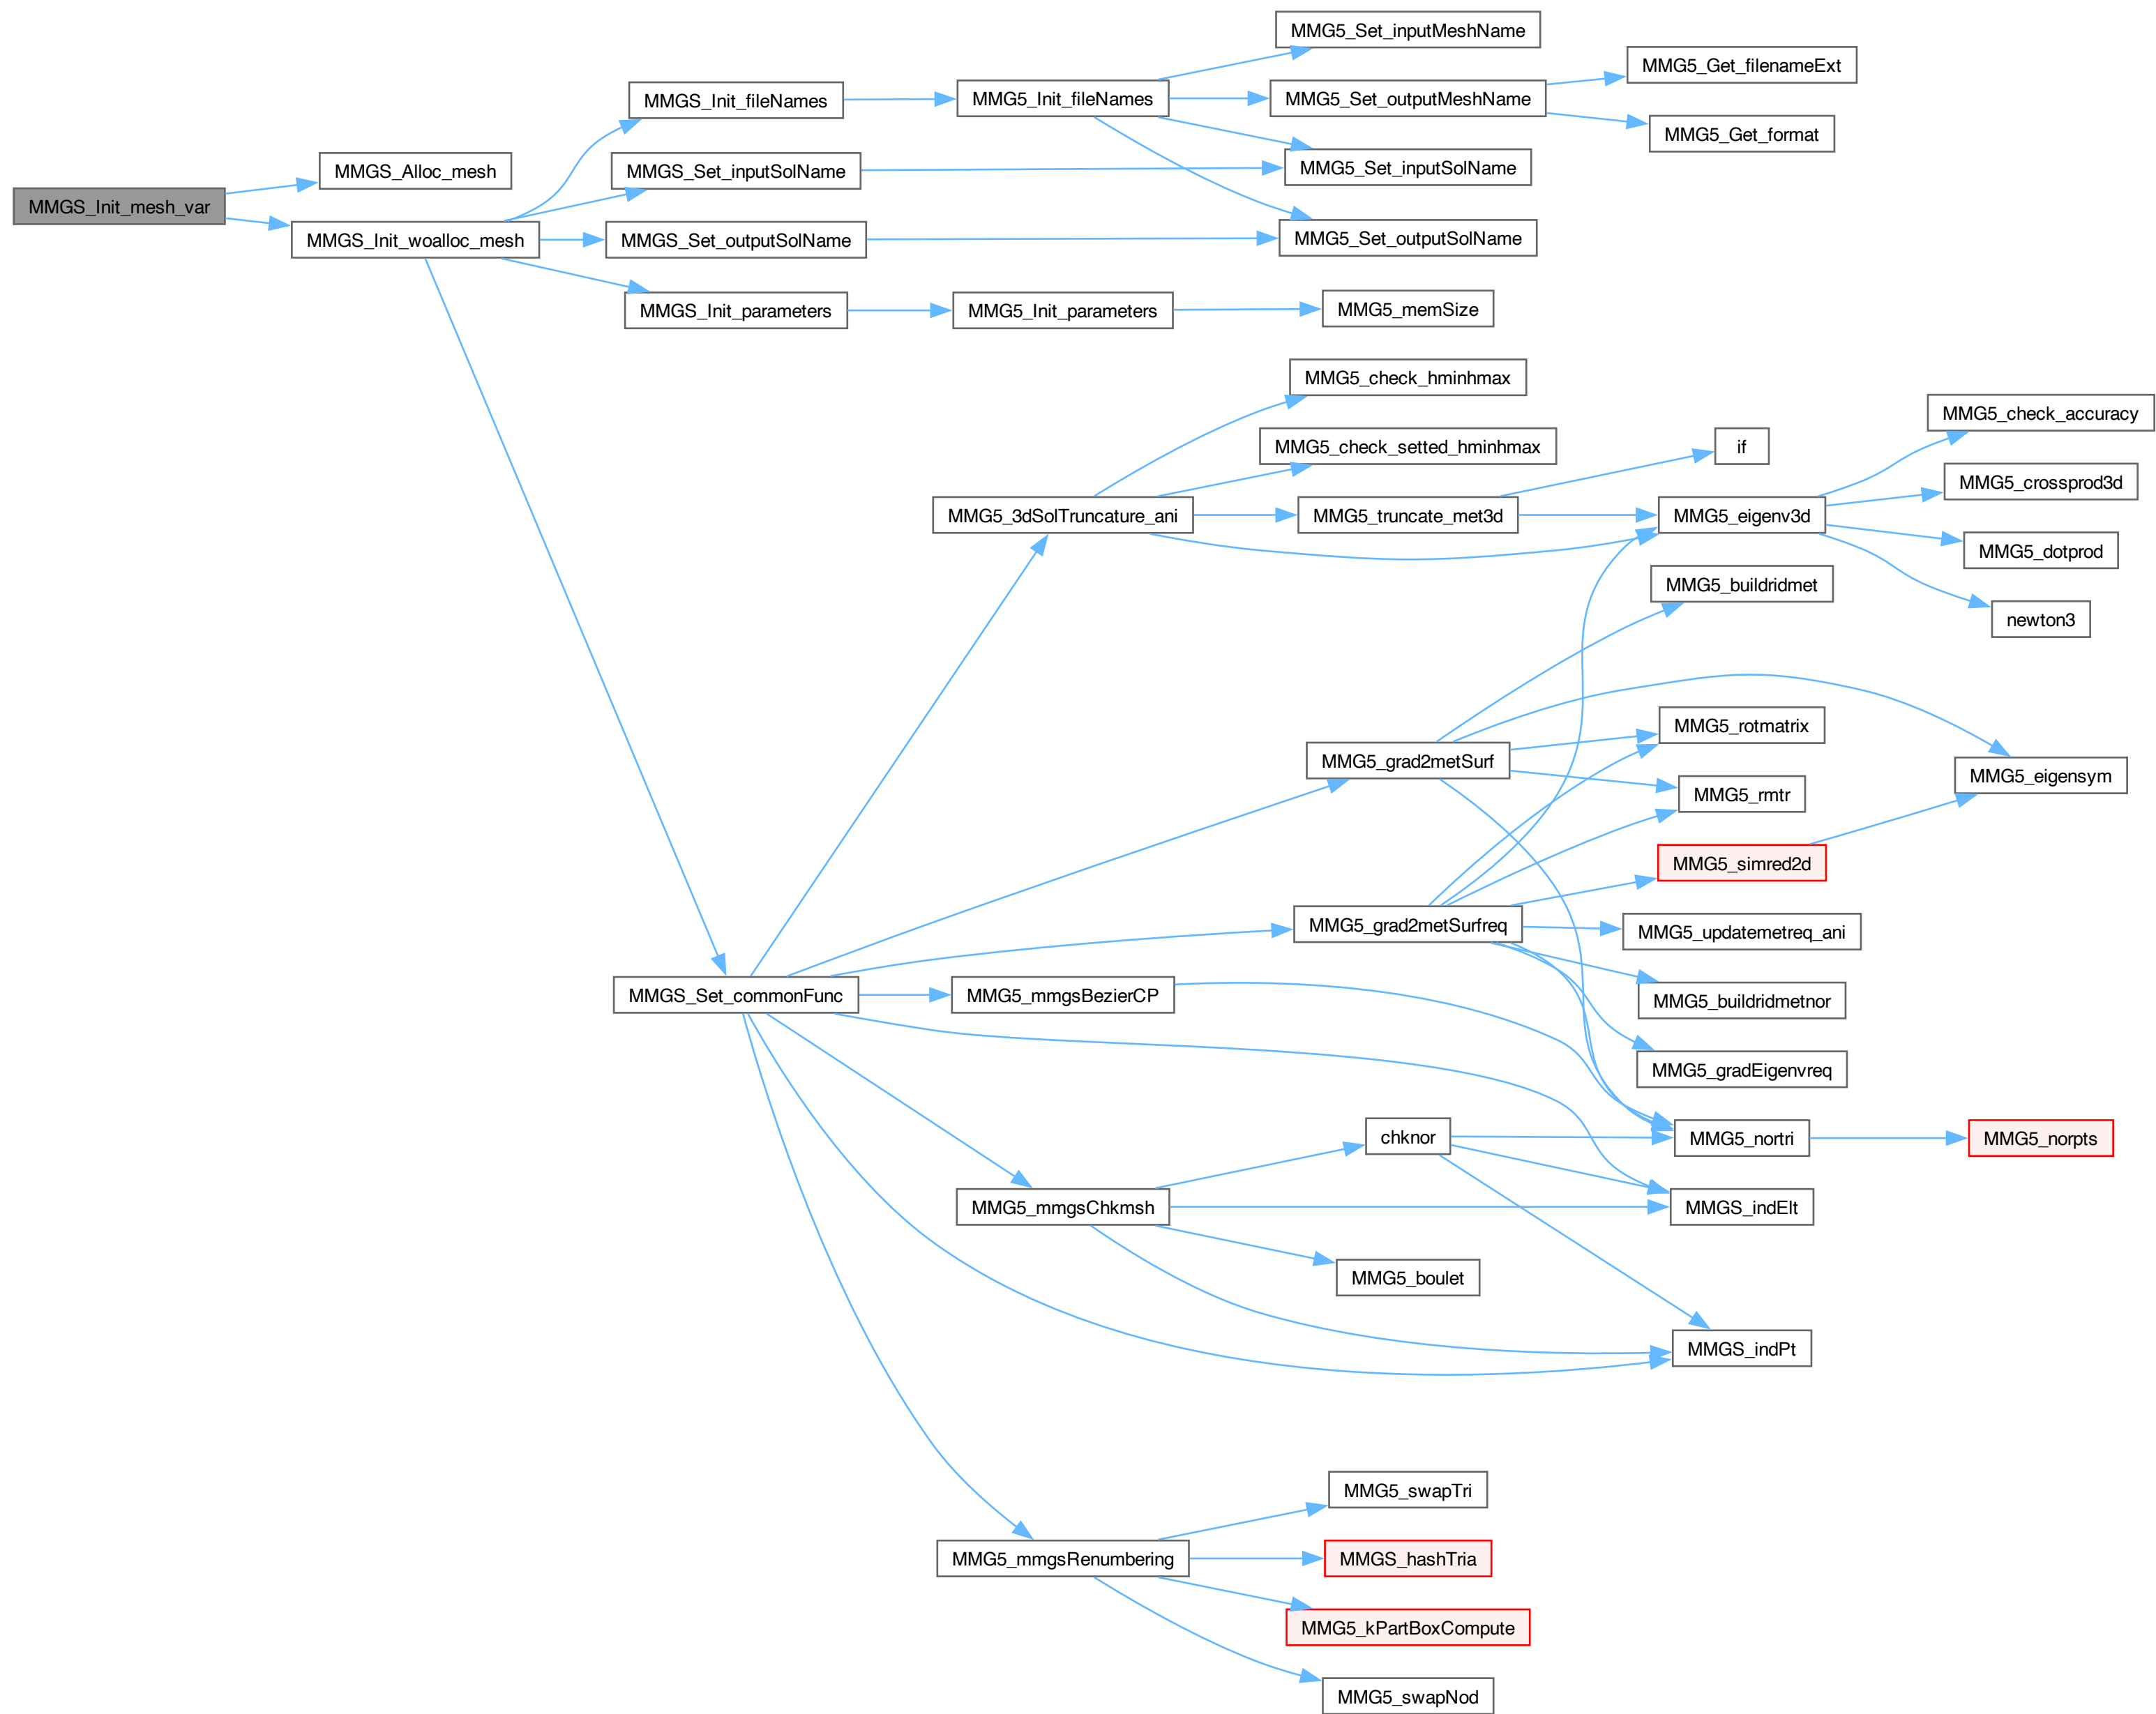 MMGS_Init_mesh_var
MMGS_Alloc_mesh
MMGS_Init_woalloc_mesh
MMGS_Init_fileNames
MMGS_Set_inputSolName
MMGS_Set_outputSolName
MMGS_Init_parameters
MMGS_Set_commonFunc
MMG5_Init_fileNames
MMG5_Init_parameters
MMG5_3dSolTruncature_ani
MMG5_mmgsBezierCP
MMG5_mmgsChkmsh
MMG5_mmgsRenumbering
MMG5_Set_inputMeshName
MMG5_Set_outputMeshName
MMG5_Set_inputSolName
MMG5_Set_outputSolName
MMG5_memSize
MMG5_check_hminhmax
MMG5_check_setted_hminhmax
MMG5_truncate_met3d
MMG5_grad2metSurf
MMG5_grad2metSurfreq
chknor
MMG5_boulet
MMG5_swapTri
MMGS_hashTria
MMG5_kPartBoxCompute
MMG5_swapNod
MMG5_Get_filenameExt
MMG5_Get_format
if
MMG5_eigenv3d
MMG5_buildridmet
MMG5_rotmatrix
MMG5_rmtr
MMG5_simred2d
MMG5_updatemetreq_ani
MMG5_buildridmetnor
MMG5_gradEigenvreq
MMG5_nortri
MMGS_indElt
MMGS_indPt
MMG5_check_accuracy
MMG5_crossprod3d
MMG5_dotprod
newton3
MMG5_eigensym
MMG5_norpts